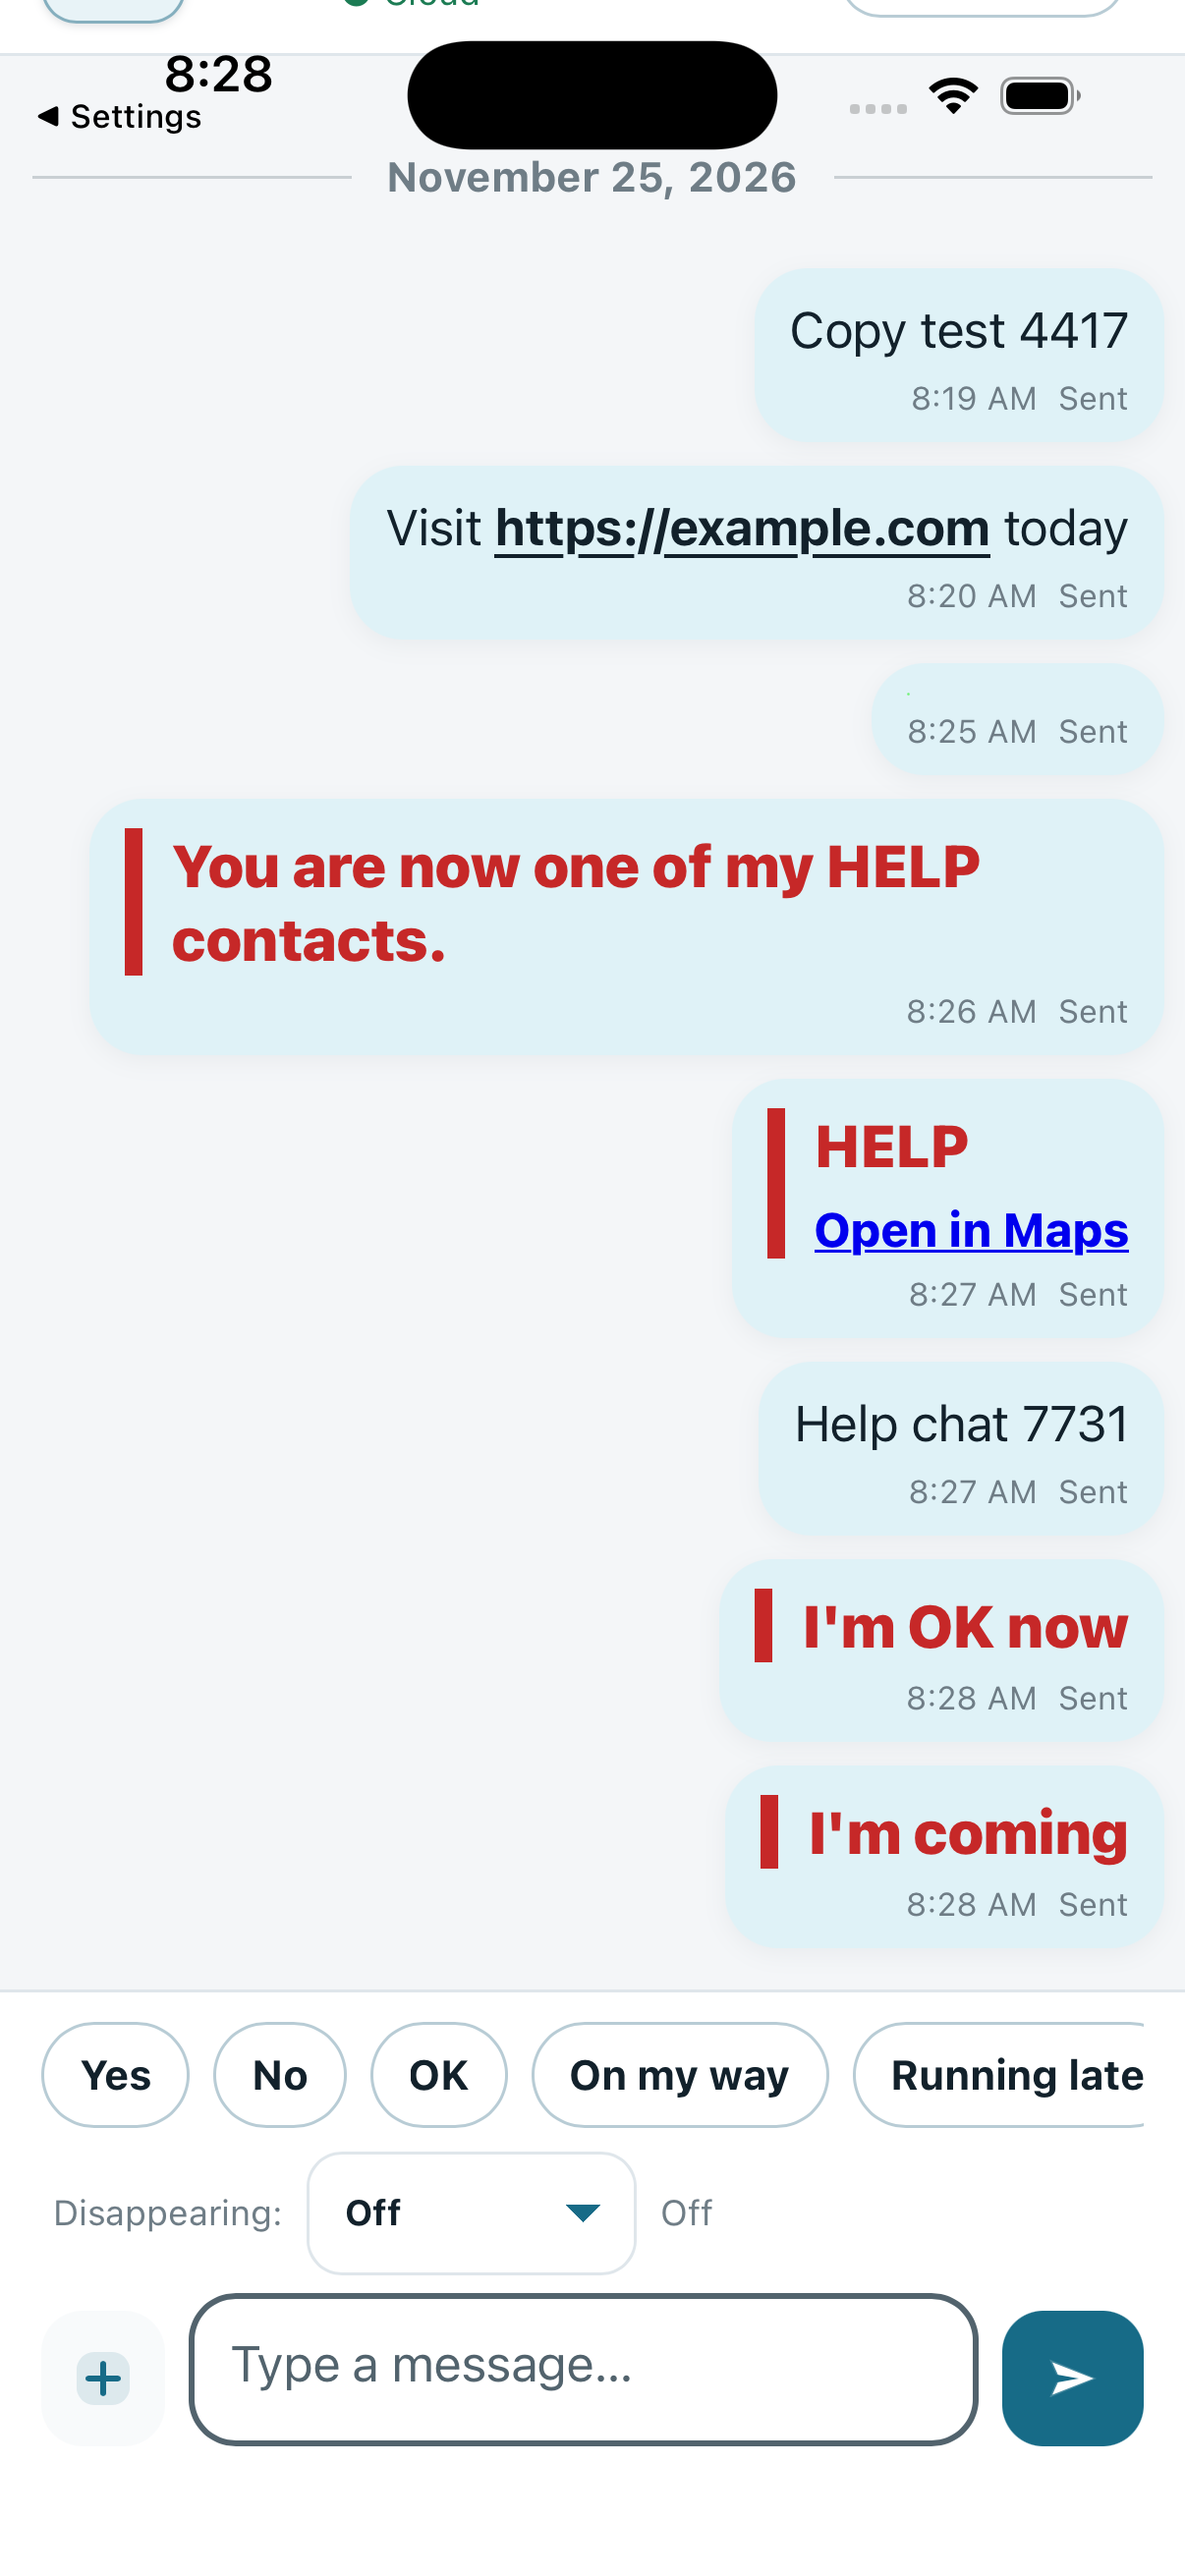 8:28
Settings
November 25, 2026
Copy test 4417
8:19 AM Sent
Visit https://example.com today
8:20 AM Sent
8:25 AM Sent
You are now one of my HELP
contacts.
8:26 AM Sent
HELP
Open in Maps
8:27 AM Sent
Help chat 7731
8:27 AM Sent
I'm OK now
8:28 AM Sent
I'm coming
8:28 AM Sent
Yes No OK On my way Running late
Disappearing: Off Off
Type a message...